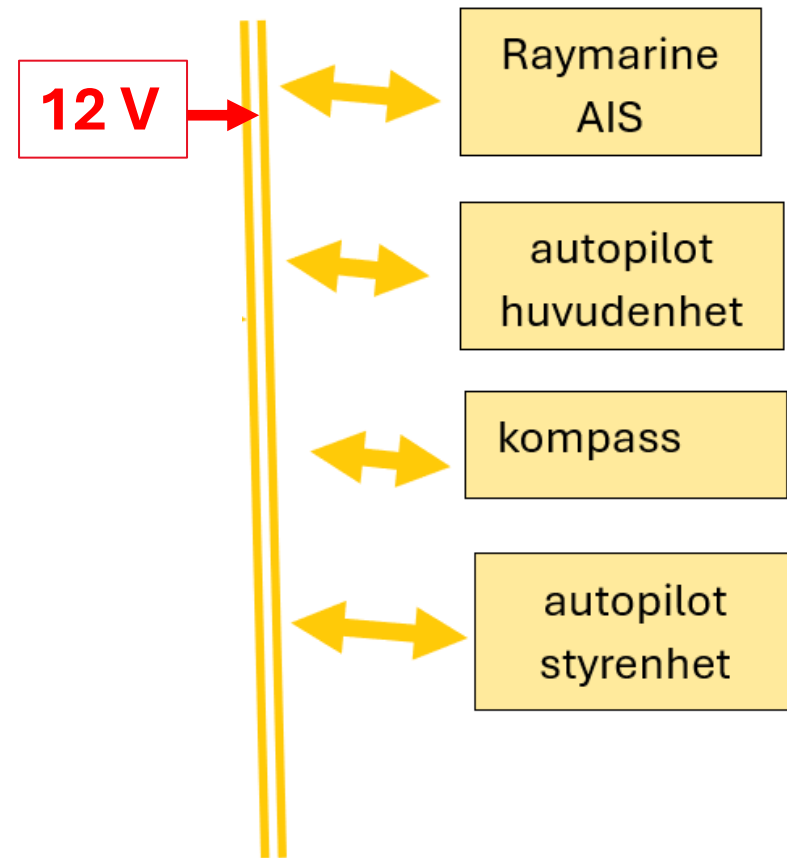 12 V
Raymarine
AIS
autopilot
huvudenhet
kompass
autopilot
styrenhet